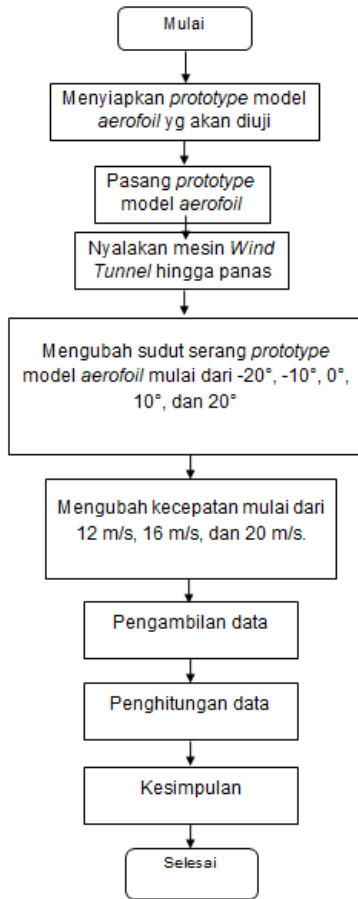 Mulai
Menyiapkan prototype model
aerofoil yg akan diuji
Pasang prototype
model aerofoil
Nyalakan mesin Wind
Tunnel hingga panas
Mengubah sudut serang prototype
model aerofoil mulai dari -20°, -10°, 0°,
10°, dan 20°
Mengubah kecepatan mulai dari
12 m/s, 16 m/s, dan 20 m/s.
Pengambilan data
Penghitungan data
Kesimpulan
Selesai